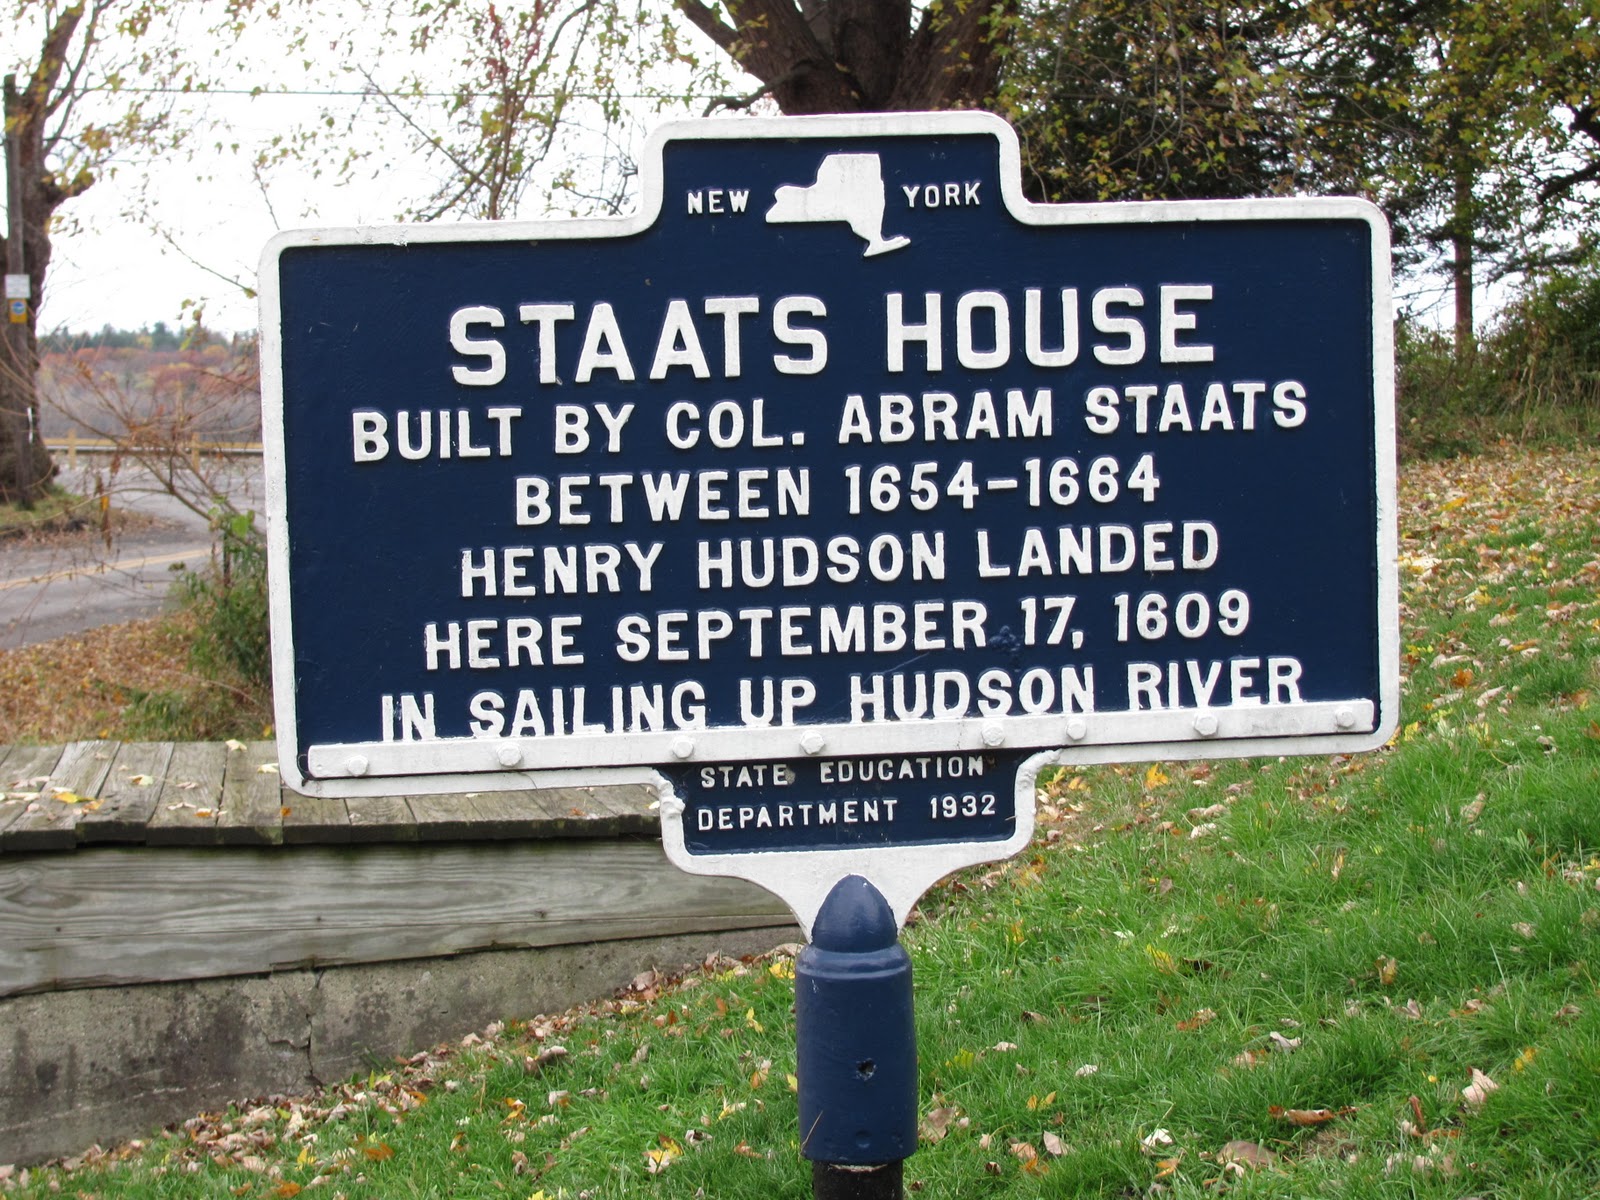 NEW YORK
STAATS HOUSE
BUILT BY COL. ABRAM STAATS
BETWEEN 1654-1664
HENRY HUDSON LANDED
HERE SEPTEMBER 17, 1609
IN SAILING UP HUDSON RIVER
STATE EDUCATION
DEPARTMENT 1932